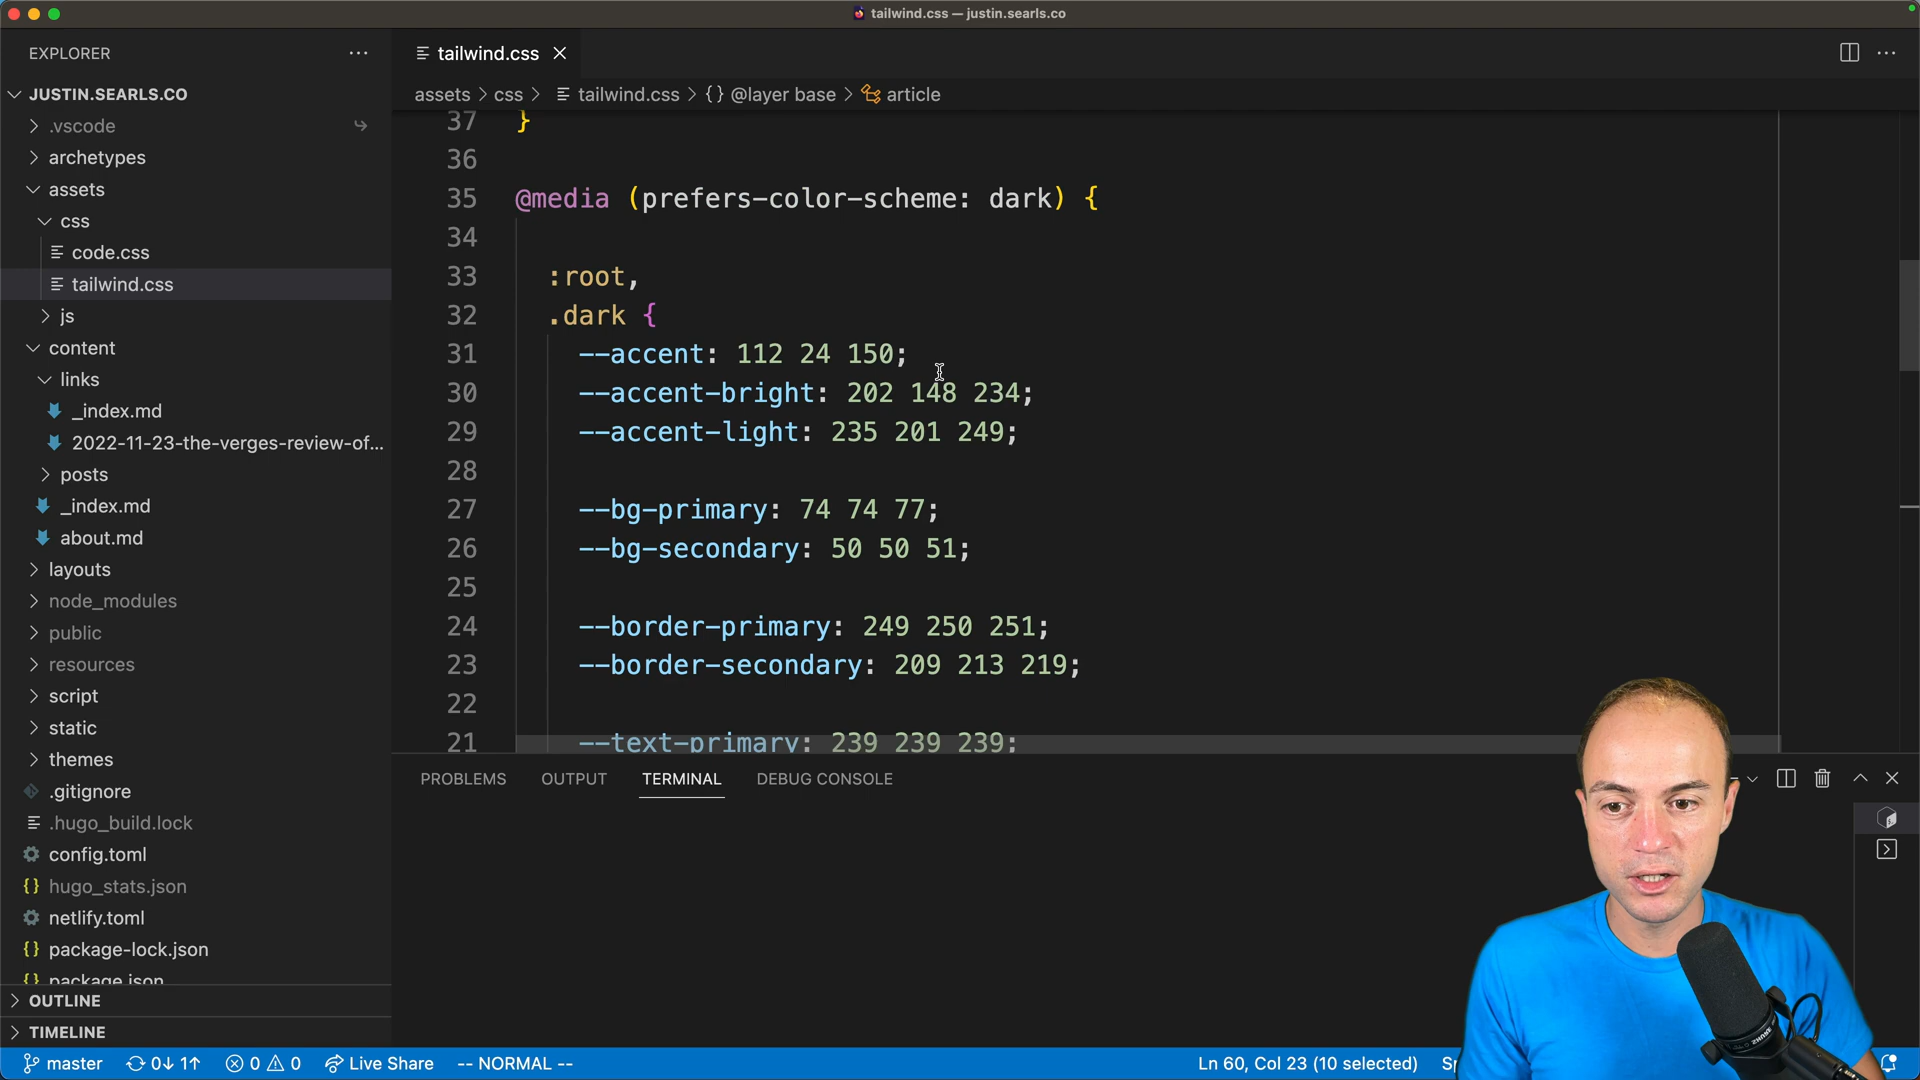 tailwind.css — justin.searls.co
EXPLORER
JUSTIN.SEARLS.CO
.vscode
archetypes
assets
css
code.css
tailwind.css
js
content
links
_index.md
2022-11-23-the-verges-review-of...
posts
_index.md
about.md
layouts
node_modules
public
resources
script
static
themes
.gitignore
.hugo_build.lock
config.toml
hugo_stats.json
netlify.toml
package-lock.json
package.json
OUTLINE
TIMELINE
tailwind.css
assets > css > tailwind.css > {} @layer base > article
37 }
36
35 @media (prefers-color-scheme: dark) {
34
33 :root,
32 .dark {
31 --accent: 112 24 150;
30 --accent-bright: 202 148 234;
29 --accent-light: 235 201 249;
28
27 --bg-primary: 74 74 77;
26 --bg-secondary: 50 50 51;
25
24 --border-primary: 249 250 251;
23 --border-secondary: 209 213 219;
22
21 --text-primary: 239 239 239;
PROBLEMS OUTPUT TERMINAL DEBUG CONSOLE
master 0↓ 1↑ 0 0 Live Share -- NORMAL -- Ln 60, Col 23 (10 selected)